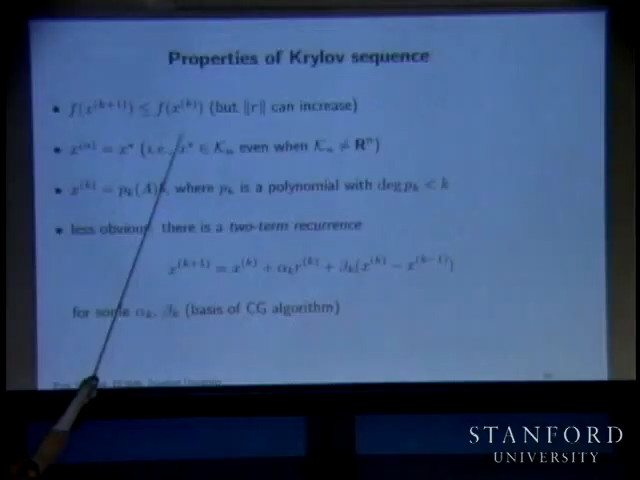 Properties of Krylov sequence
• f(x^(k+1)) ≤ f(x^(k)) (but ‖r‖ can increase)
• x^(n) = x* (i.e., x* ∈ K_n even when K_n ≠ R^n)
• x^(k) = p_k(A)b, where p_k is a polynomial with deg p_k < k
• less obvious: there is a two-term recurrence
x^(k+1) = x^(k) + α_k r^(k) + β_k(x^(k) − x^(k−1))
for some α_k, β_k (basis of CG algorithm)
STANFORD
UNIVERSITY